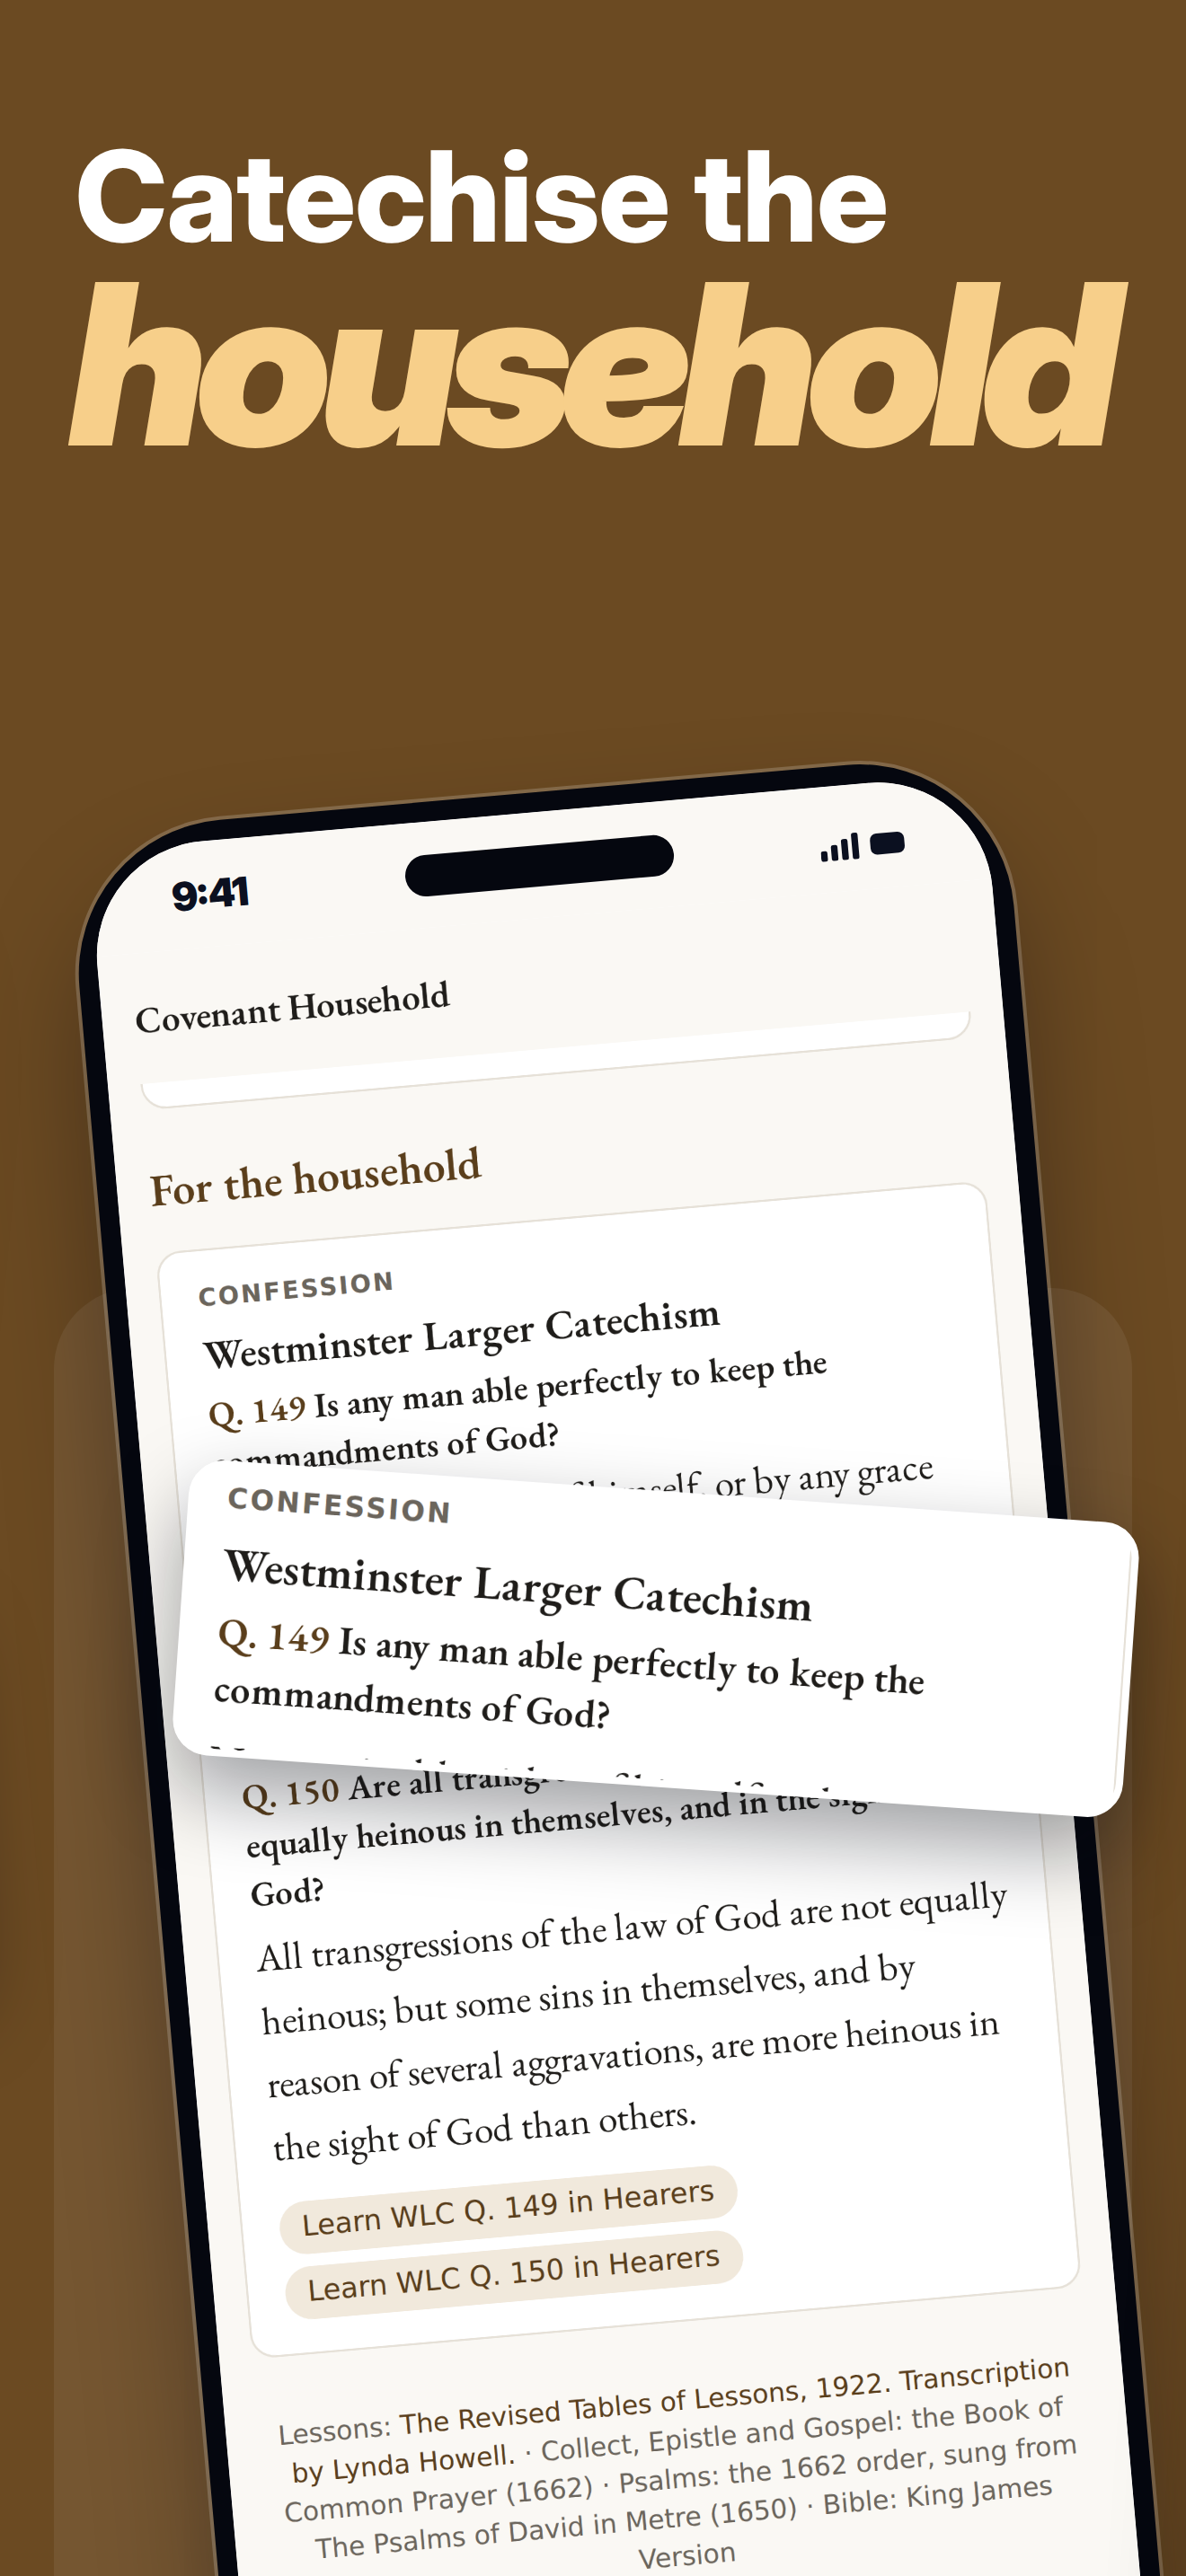 Catechise the
household
9:41
Covenant Household
For the household
CONFESSION
Westminster Larger Catechism
Q. 149 Is any man able perfectly to keep the
commandments of God?
himself, or by any grace
CONFESSION
Westminster Larger Catechism
Q. 149 Is any man able perfectly to keep the
commandments of God?
Q. 150 Are all
equally heinous in themselves, and in the
God?
All transgressions of the law of God are not equally
heinous; but some sins in themselves, and by
reason of several aggravations, are more heinous in
the sight of God than others.
Learn WLC Q. 149 in Hearers
Learn WLC Q. 150 in Hearers
Lessons: The Revised Tables of Lessons, 1922. Transcription
by Lynda Howell. · Collect, Epistle and Gospel: the Book of
Common Prayer (1662) · Psalms: the 1662 order, sung from
The Psalms of David in Metre (1650) · Bible: King James
Version